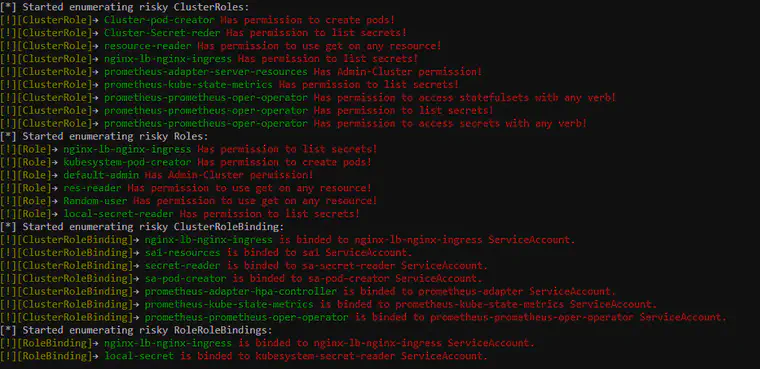 [*] Started enumerating risky ClusterRoles:
[!][ClusterRole]→ Cluster-pod-creator Has permission to create pods!
[!][ClusterRole]→ Cluster-Secret-reder Has permission to list secrets!
[!][ClusterRole]→ resource-reader Has permission to use get on any resource!
[!][ClusterRole]→ nginx-lb-nginx-ingress Has permission to list secrets!
[!][ClusterRole]→ prometheus-adapter-server-resources Has Admin-Cluster permission!
[!][ClusterRole]→ prometheus-kube-state-metrics Has permission to list secrets!
[!][ClusterRole]→ prometheus-prometheus-oper-operator Has permission to access statefulsets with any verb!
[!][ClusterRole]→ prometheus-prometheus-oper-operator Has permission to list secrets!
[!][ClusterRole]→ prometheus-prometheus-oper-operator Has permission to access secrets with any verb!
[*] Started enumerating risky Roles:
[!][Role]→ nginx-lb-nginx-ingress Has permission to list secrets!
[!][Role]→ kubesystem-pod-creator Has permission to create pods!
[!][Role]→ default-admin Has Admin-Cluster permission!
[!][Role]→ res-reader Has permission to use get on any resource!
[!][Role]→ Random-user Has permission to use get on any resource!
[!][Role]→ local-secret-reader Has permission to list secrets!
[*] Started enumerating risky ClusterRoleBinding:
[!][ClusterRoleBinding]→ nginx-lb-nginx-ingress is binded to nginx-lb-nginx-ingress ServiceAccount.
[!][ClusterRoleBinding]→ sa1-resources is binded to sa1 ServiceAccount.
[!][ClusterRoleBinding]→ secret-reader is binded to sa-secret-reader ServiceAccount.
[!][ClusterRoleBinding]→ sa-pod-creator is binded to sa-pod-creator ServiceAccount.
[!][ClusterRoleBinding]→ prometheus-adapter-hpa-controller is binded to prometheus-adapter ServiceAccount.
[!][ClusterRoleBinding]→ prometheus-kube-state-metrics is binded to prometheus-kube-state-metrics ServiceAccount.
[!][ClusterRoleBinding]→ prometheus-prometheus-oper-operator is binded to prometheus-prometheus-oper-operator ServiceAccount.
[*] Started enumerating risky RoleRoleBindings:
[!][RoleBinding]→ nginx-lb-nginx-ingress is binded to nginx-lb-nginx-ingress ServiceAccount.
[!][RoleBinding]→ local-secret is binded to kubesystem-secret-reader ServiceAccount.